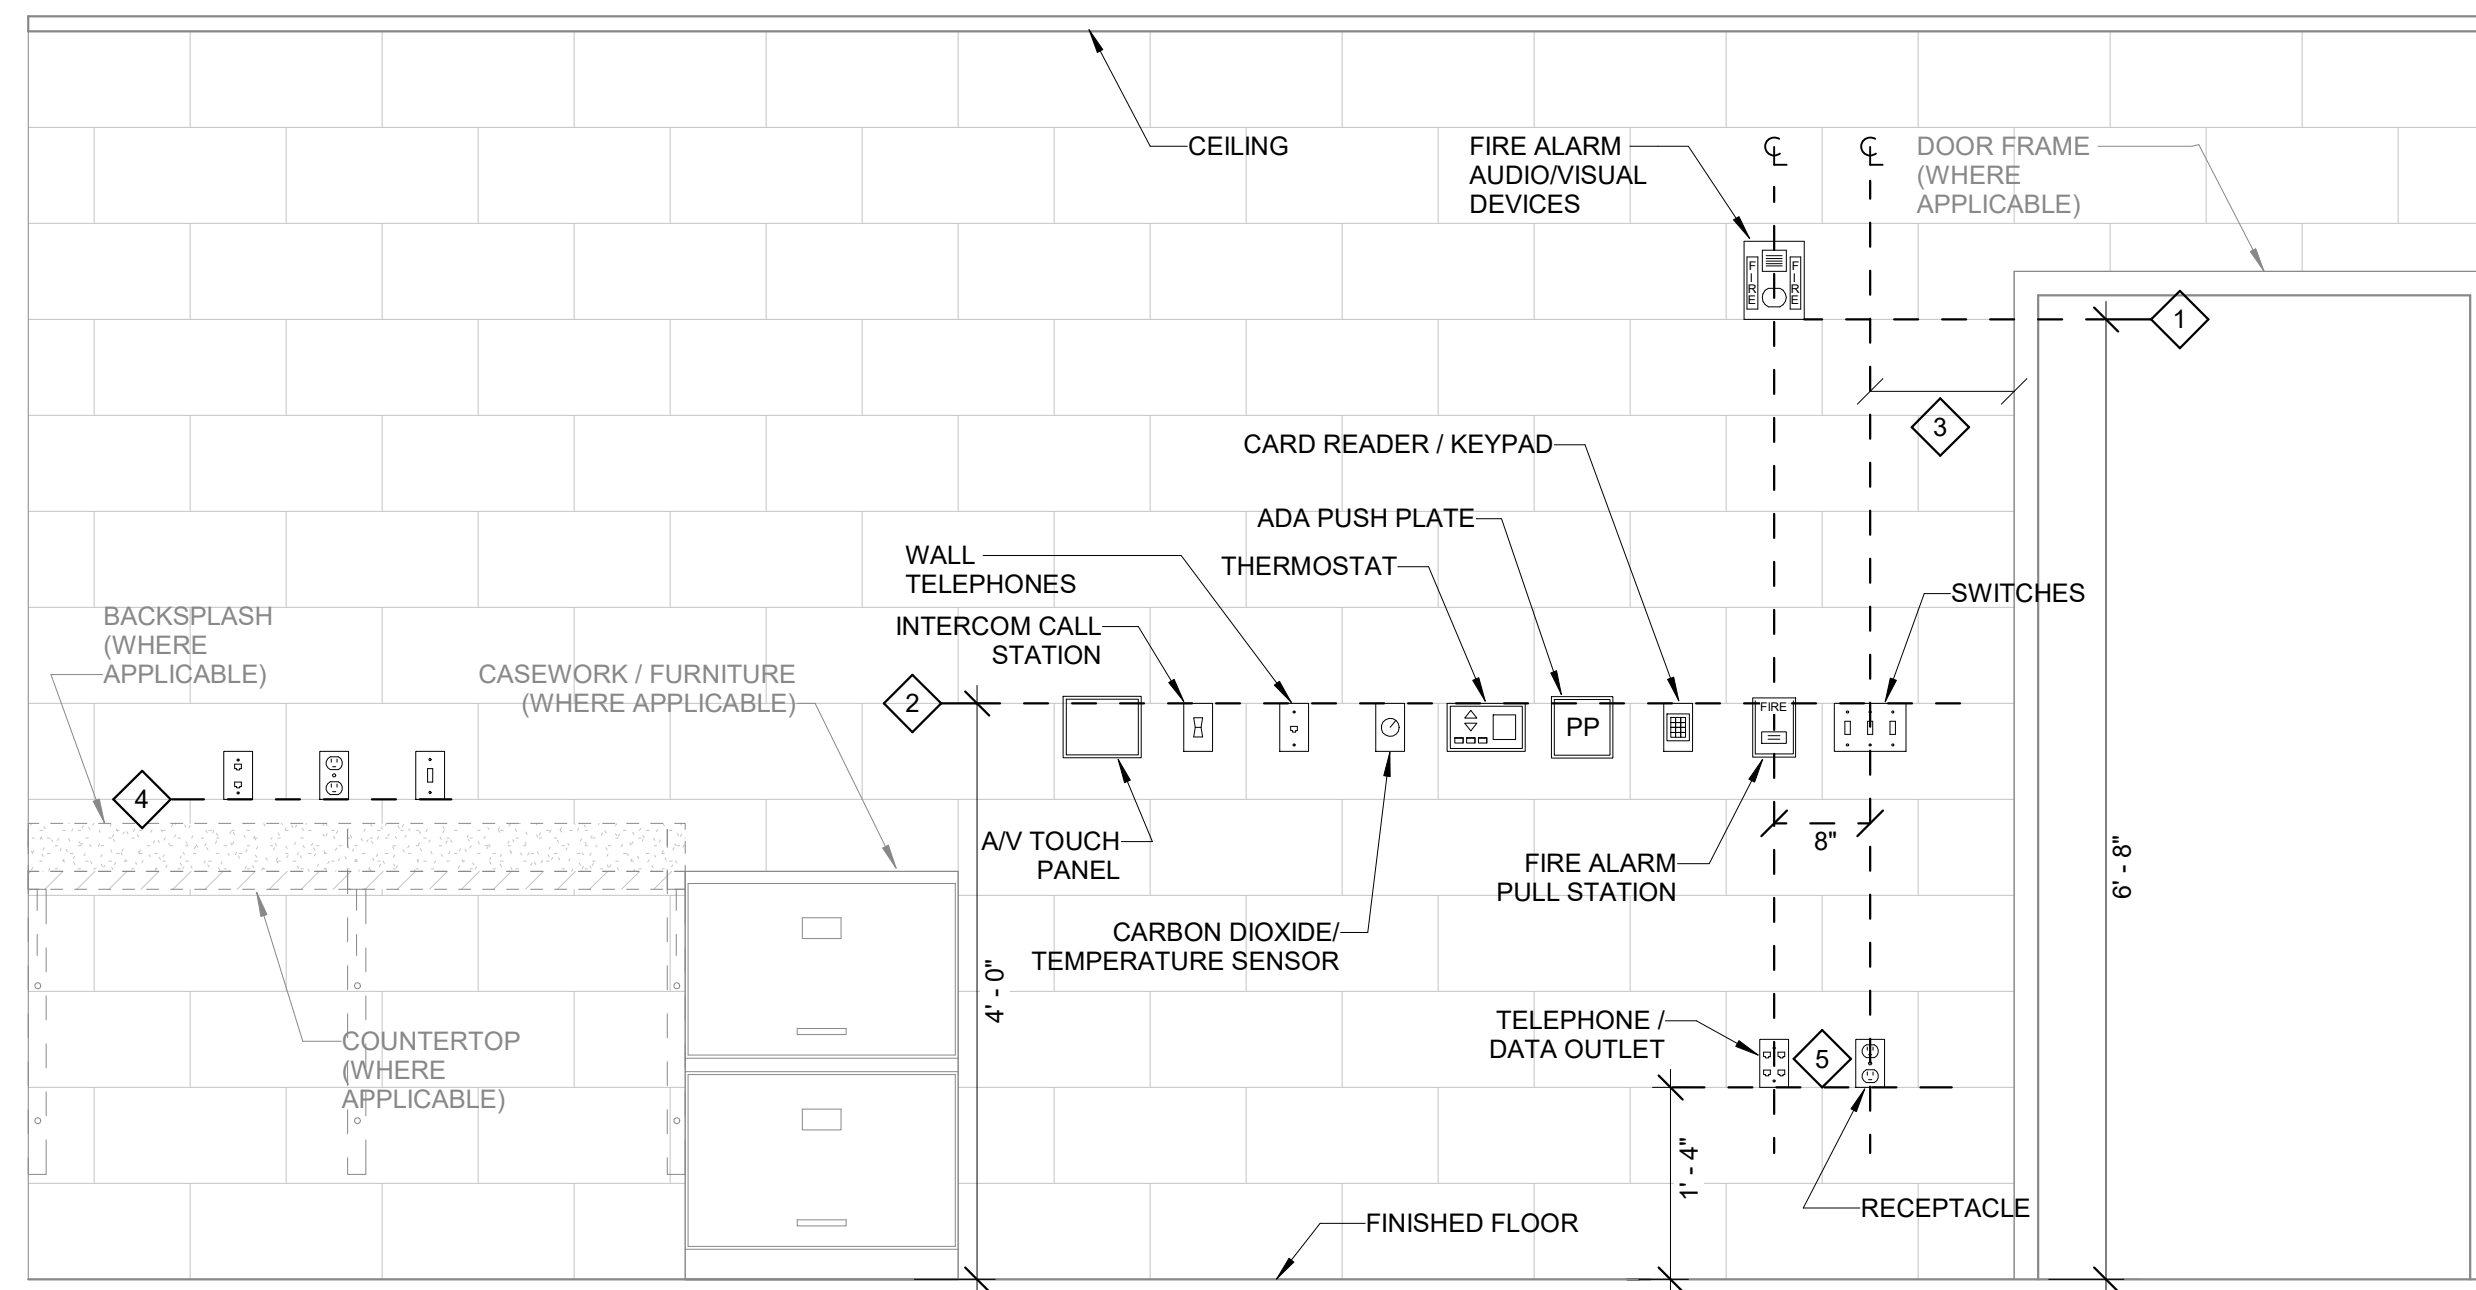 CEILING
FIRE ALARM
AUDIO/VISUAL
DEVICES
℄
℄
DOOR FRAME
(WHERE
APPLICABLE)
FIRE
FIRE
1
3
CARD READER / KEYPAD
ADA PUSH PLATE
WALL
TELEPHONES
THERMOSTAT
SWITCHES
BACKSPLASH
(WHERE
APPLICABLE)
INTERCOM CALL
STATION
CASEWORK / FURNITURE
(WHERE APPLICABLE)
2
FIRE
PP
4
A/V TOUCH
PANEL
8"
FIRE ALARM
PULL STATION
6' - 8"
CARBON DIOXIDE/
TEMPERATURE SENSOR
4' - 0"
COUNTERTOP
(WHERE
APPLICABLE)
TELEPHONE /
DATA OUTLET
5
1' - 4"
RECEPTACLE
FINISHED FLOOR